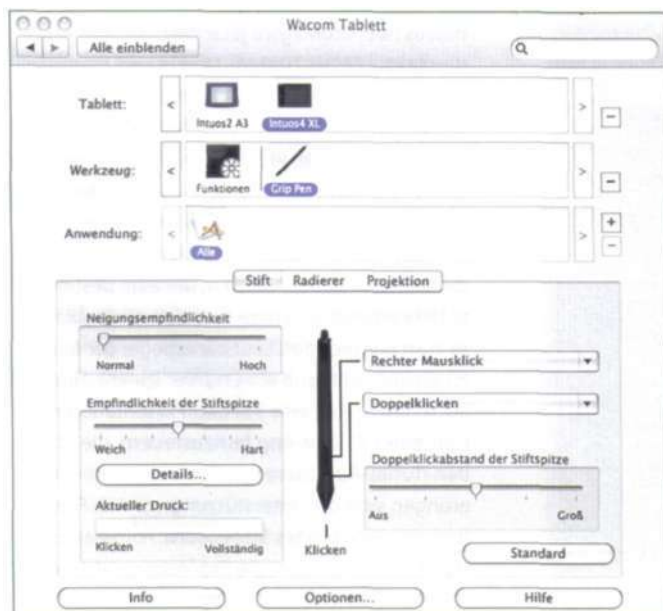 Wacom Tablett
Alle einblenden
Tablett:
Intuos2 A3
Intuos4 XL
Werkzeug:
Funktionen
Grip Pen
Anwendung:
Alle
Stift Radierer Projektion
Neigungsempfindlichkeit
Normal Hoch
Empfindlichkeit der Stiftspitze
Weich Hart
Details...
Aktueller Druck:
Klicken Vollständig
Klicken
Rechter Mausklick
Doppelklicken
Doppelklickabstand der Stiftspitze
Aus Groß
Standard
Info Optionen... Hilfe